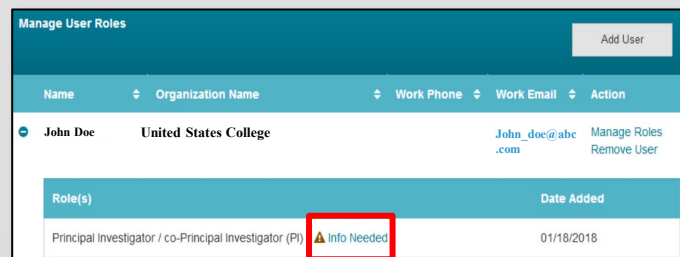 Manage User Roles
Add User
Name Organization Name Work Phone Work Email Action
John Doe United States College John_doe@abc Manage Roles
.com Remove User
Role(s) Date Added
Principal Investigator / co-Principal Investigator (PI) Info Needed 01/18/2018